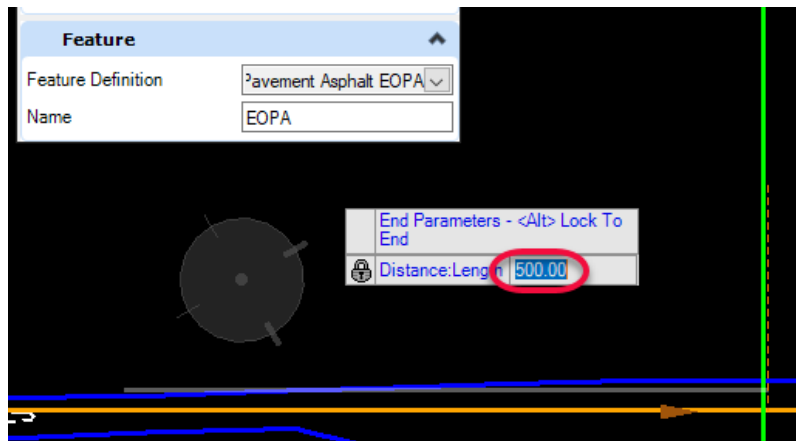 Feature
Feature Definition
Pavement Asphalt EOPA
Name
EOPA
End Parameters - <Alt> Lock To
End
Distance:Length
500.00